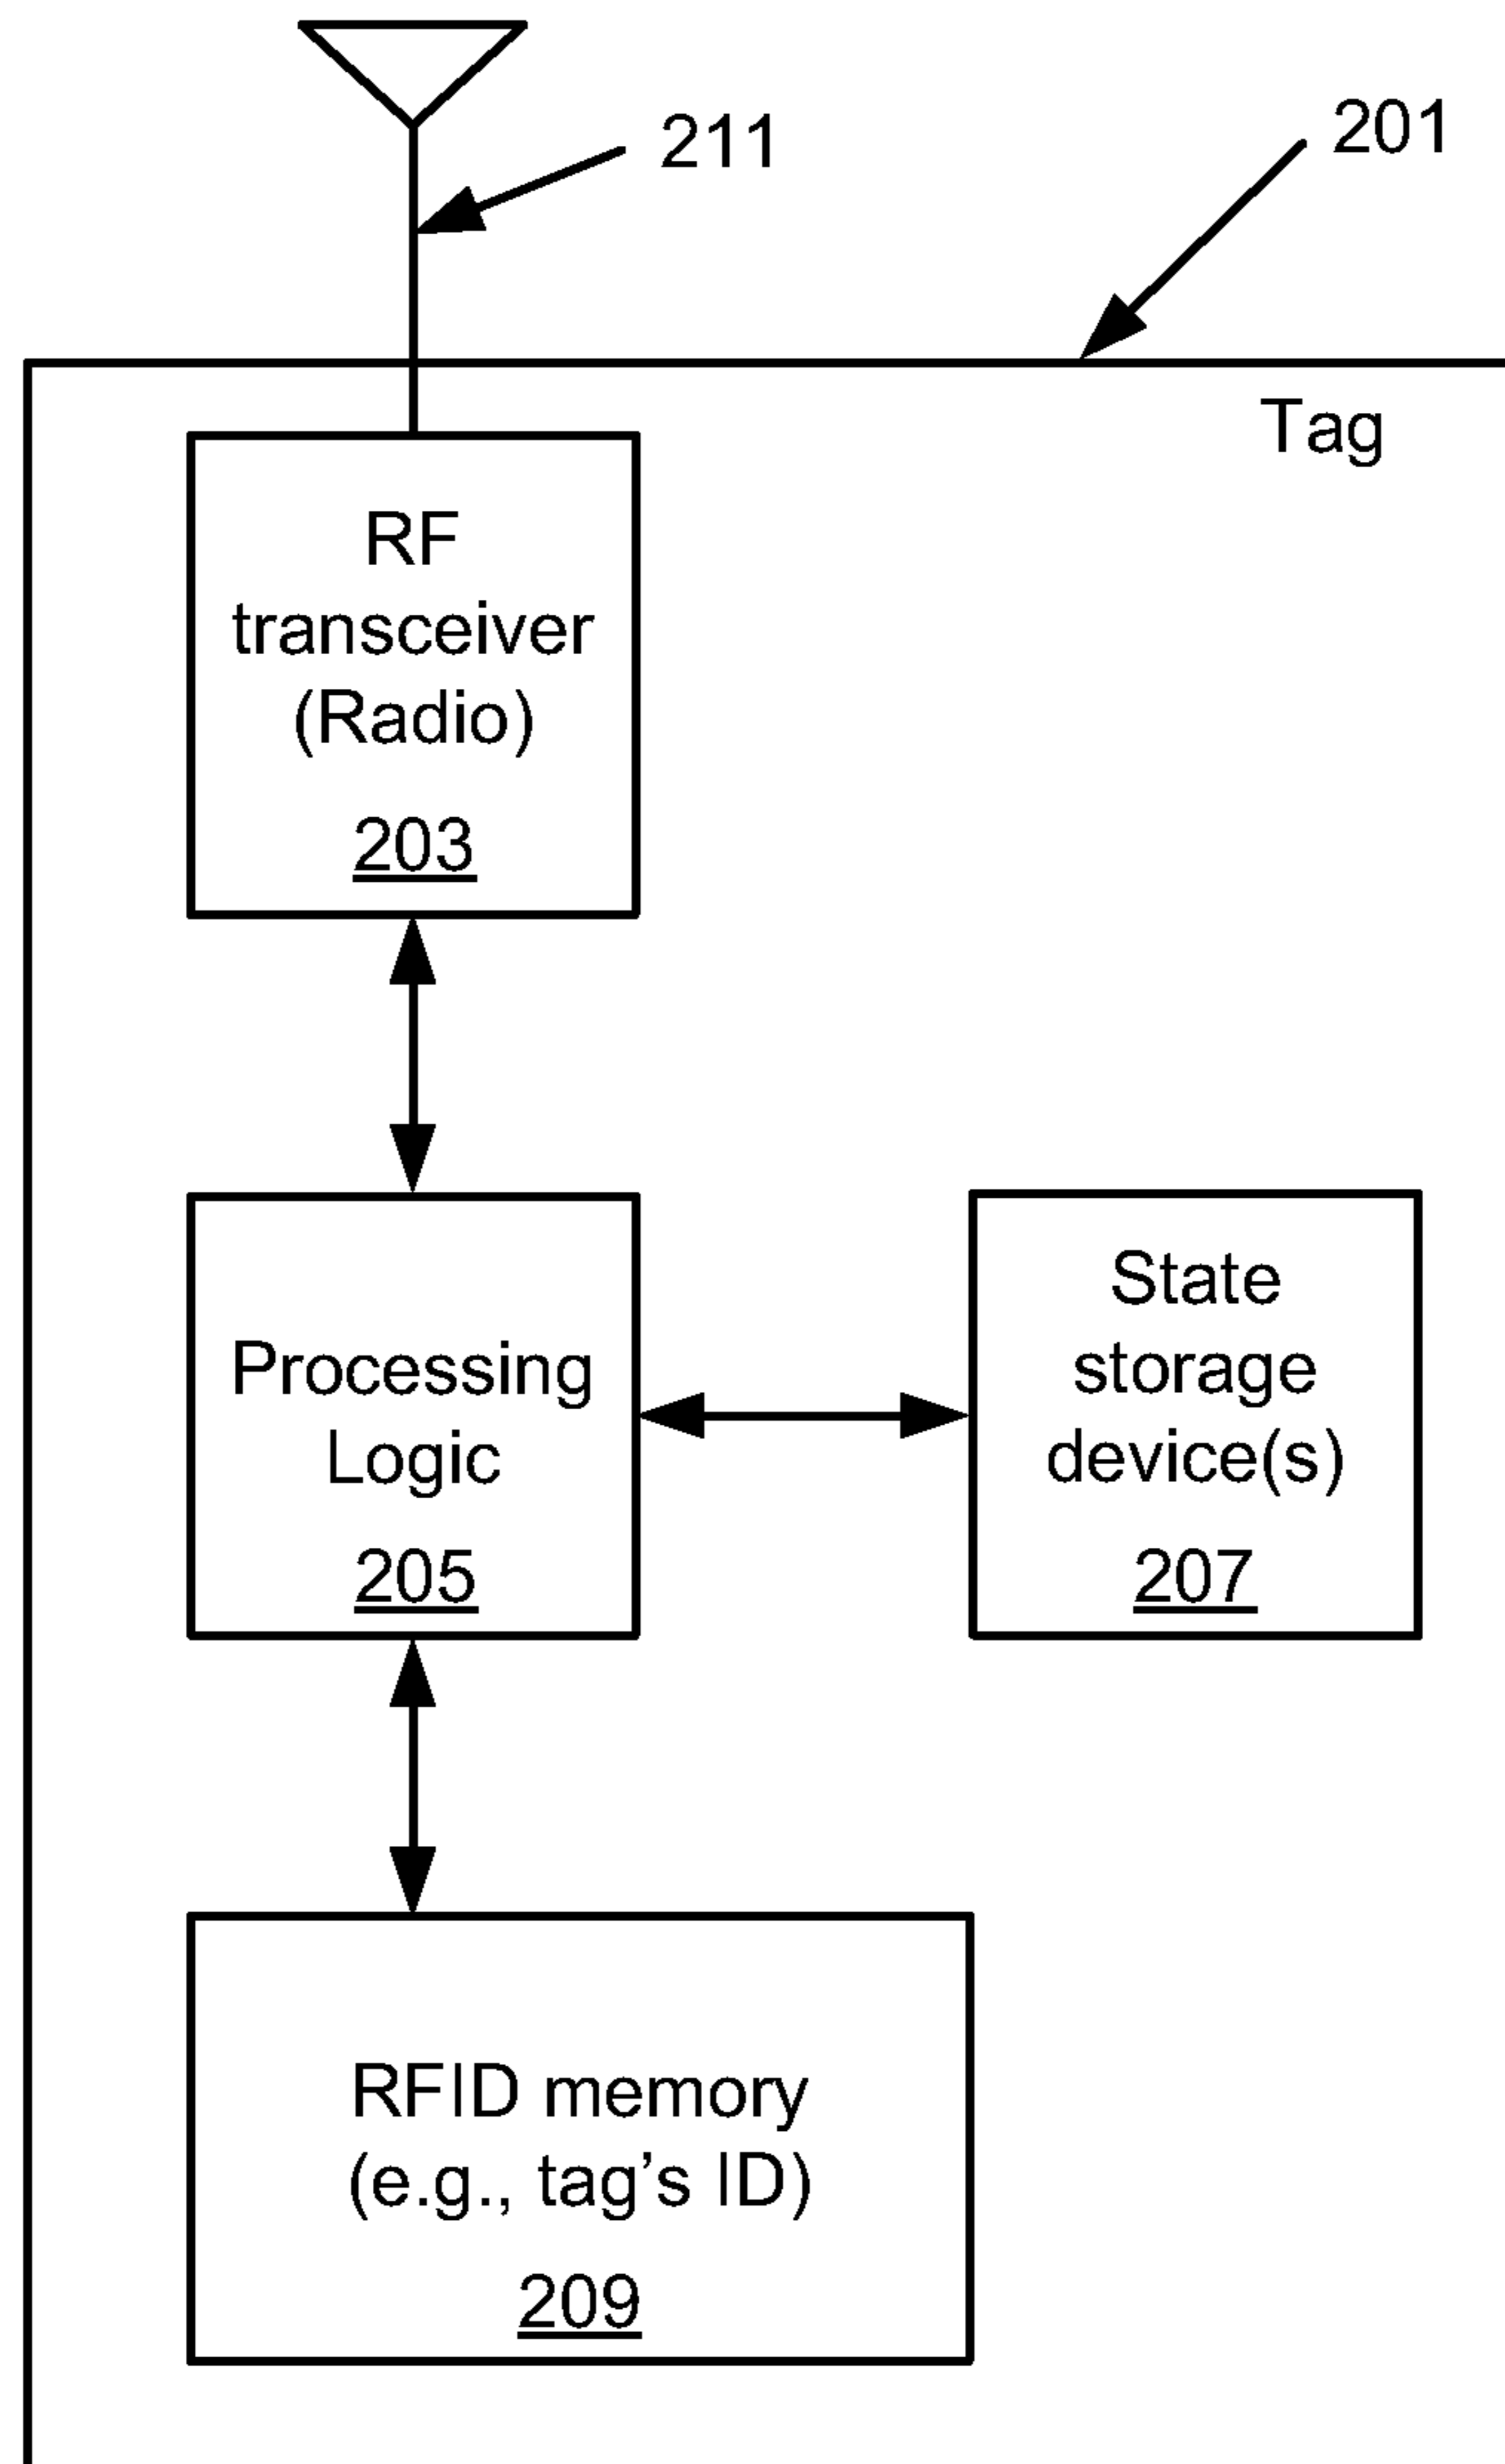 211
201
Tag
RF
transceiver
(Radio)
203
Processing
Logic
205
State
storage
device(s)
207
RFID memory
(e.g., tag's ID)
209